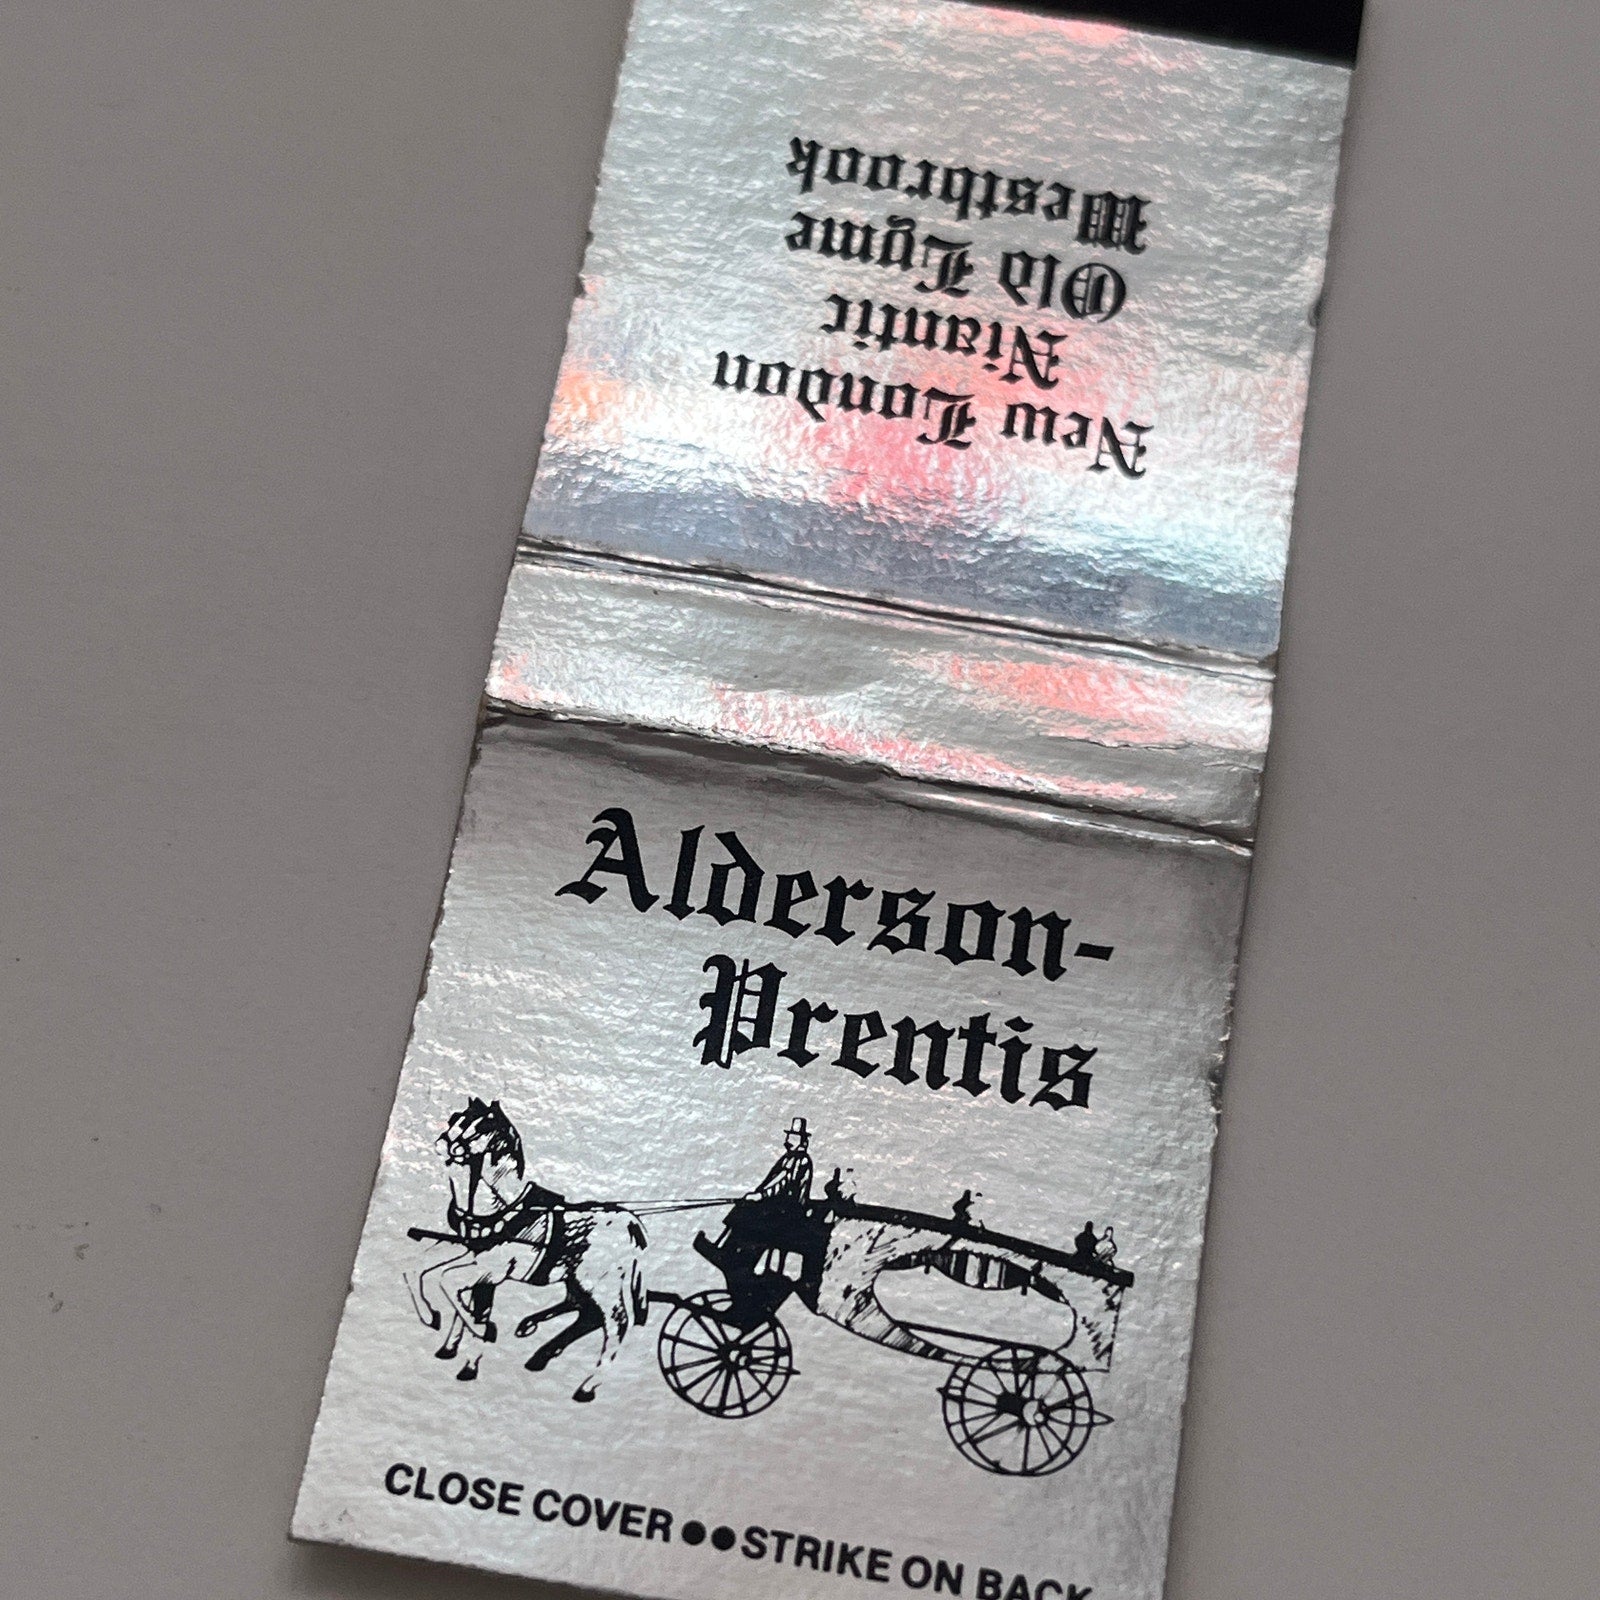 Alderson-
Prentis
CLOSE COVER●●STRIKE ON BACK
New London
Niantic
Old Lyme
Westbrook